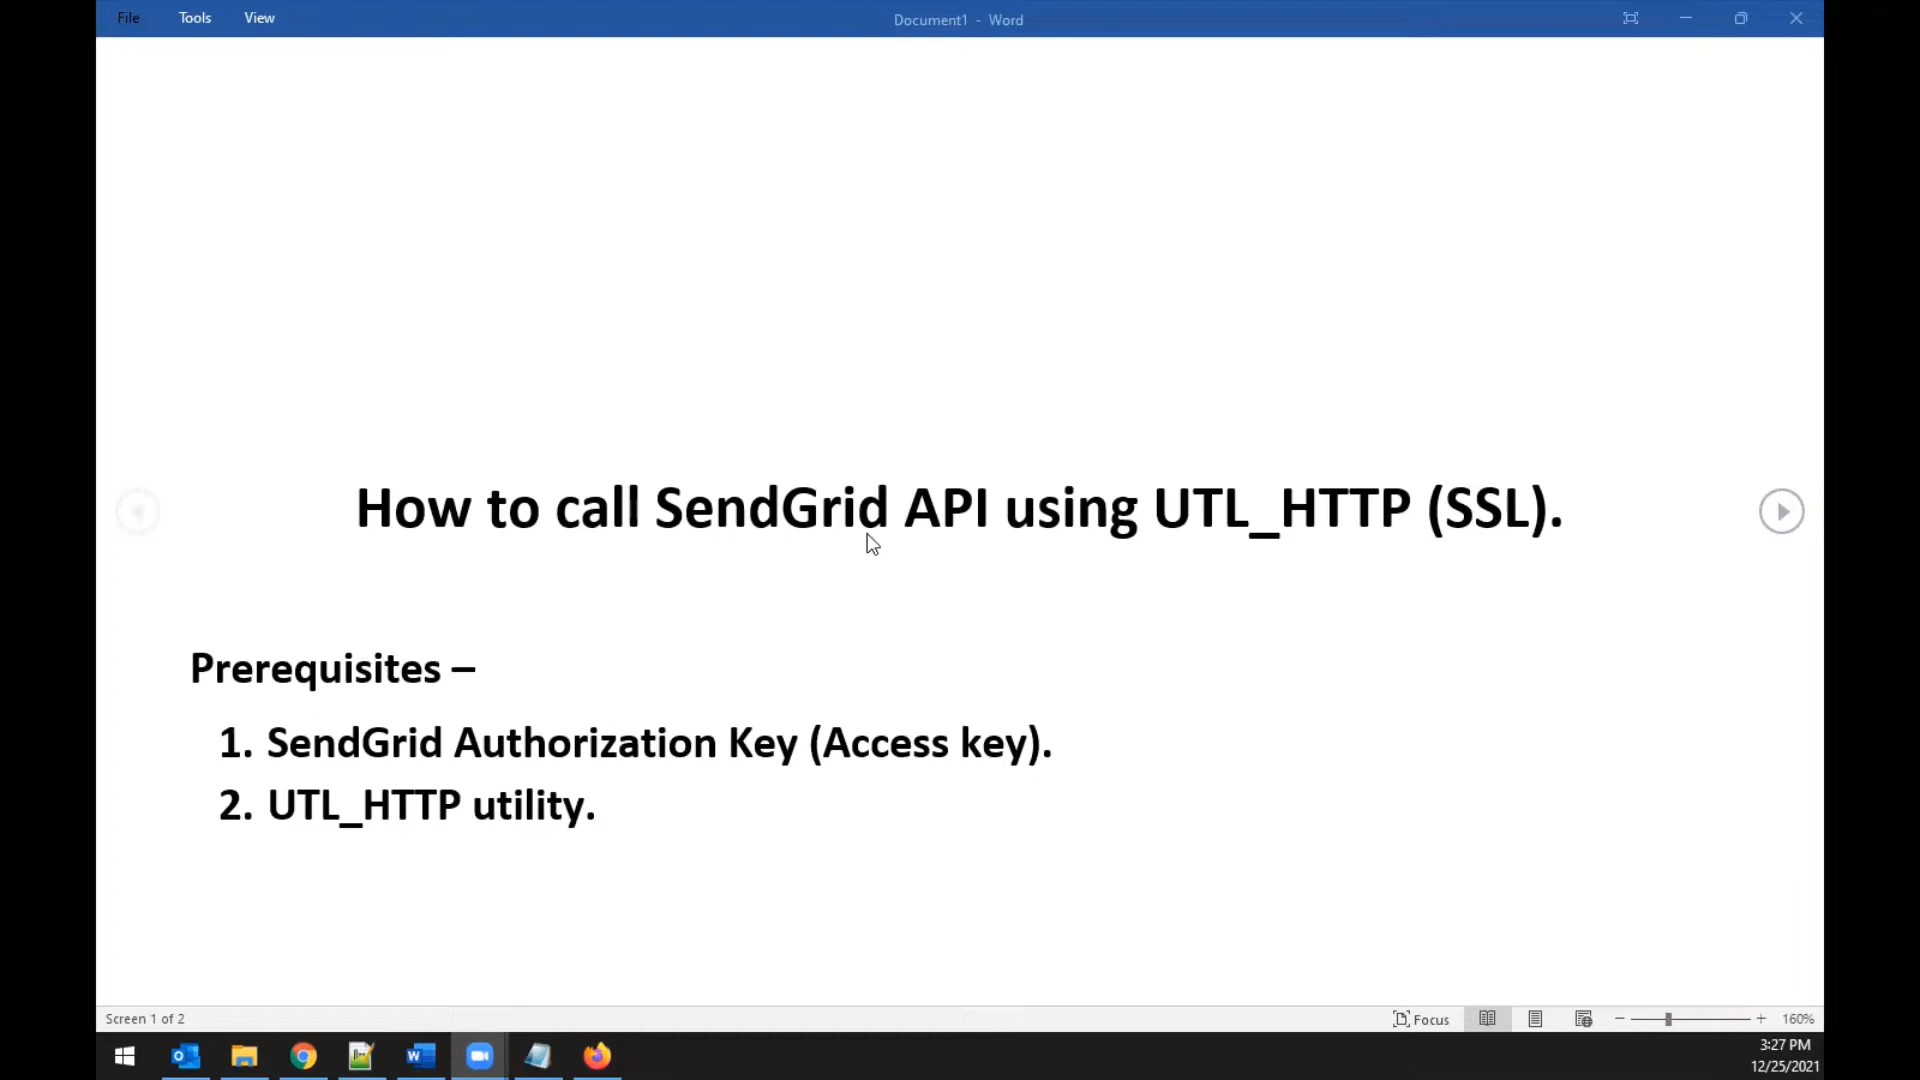 File Tools View Document1 - Word
How to call SendGrid API using UTL_HTTP (SSL).
Prerequisites –
1. SendGrid Authorization Key (Access key).
2. UTL_HTTP utility.
Screen 1 of 2 Focus 160%
3:27 PM
12/25/2021